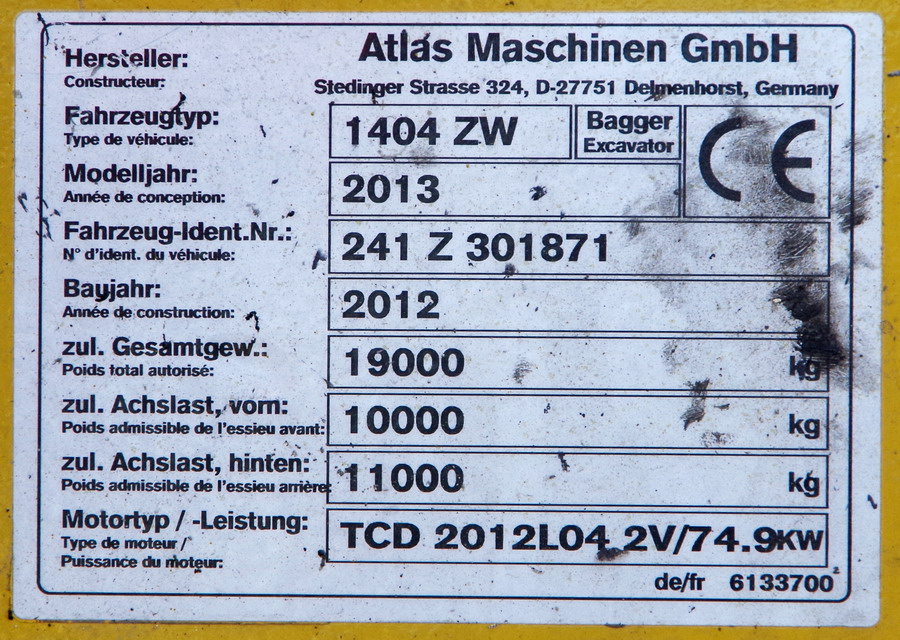 Hersteller: Atlas Maschinen GmbH
Constructeur: Stedinger Strasse 324, D-27751 Delmenhorst, Germany
Fahrzeugtyp: 1404 ZW Bagger
Type de véhicule: Excavator
CE
Modelljahr: 2013
Année de conception:
Fahrzeug-Ident.Nr.: 241 Z 301871
N° d'ident. du véhicule:
Baujahr: 2012
Année de construction:
zul. Gesamtgew.: 19000 kg
Poids total autorisé:
zul. Achslast, vorn: 10000 kg
Poids admissible de l'essieu avant:
zul. Achslast, hinten: 11000 kg
Poids admissible de l'essieu arrière:
Motortyp / -Leistung: TCD 2012L04 2V/74.9KW
Type de moteur /
Puissance du moteur:
de/fr 6133700²